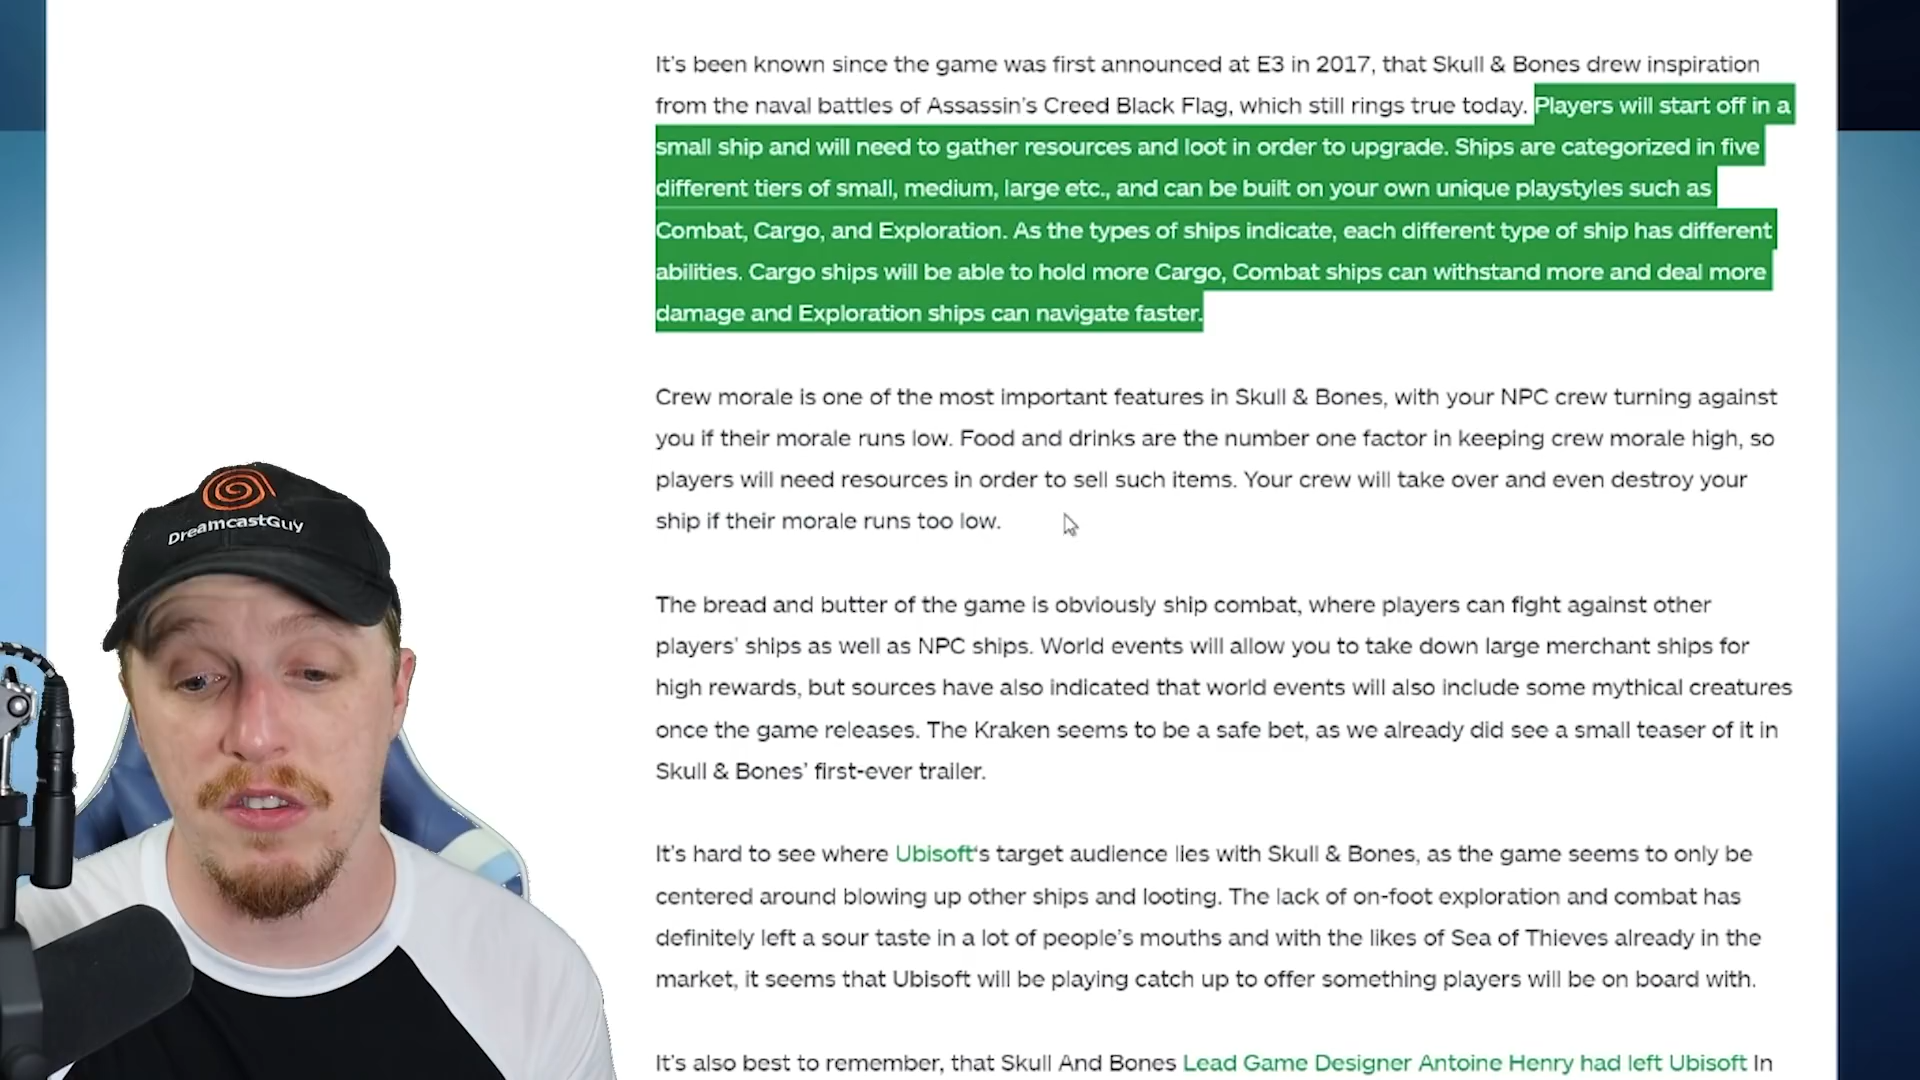 It's been known since the game was first announced at E3 in 2017, that Skull & Bones drew inspiration
from the naval battles of Assassin's Creed Black Flag, which still rings true today. Players will start off in a
small ship and will need to gather resources and loot in order to upgrade. Ships are categorized in five
different tiers of small, medium, large etc., and can be built on your own unique playstyles such as
Combat, Cargo, and Exploration. As the types of ships indicate, each different type of ship has different
abilities. Cargo ships will be able to hold more Cargo, Combat ships can withstand more and deal more
damage and Exploration ships can navigate faster.
Crew morale is one of the most important features in Skull & Bones, with your NPC crew turning against
you if their morale runs low. Food and drinks are the number one factor in keeping crew morale high, so
players will need resources in order to sell such items. Your crew will take over and even destroy your
ship if their morale runs too low.
DreamcastGuy
The bread and butter of the game is obviously ship combat, where players can fight against other
players' ships as well as NPC ships. World events will allow you to take down large merchant ships for
high rewards, but sources have also indicated that world events will also include some mythical creatures
once the game releases. The Kraken seems to be a safe bet, as we already did see a small teaser of it in
Skull & Bones' first-ever trailer.
It's hard to see where Ubisoft's target audience lies with Skull & Bones, as the game seems to only be
centered around blowing up other ships and looting. The lack of on-foot exploration and combat has
definitely left a sour taste in a lot of people's mouths and with the likes of Sea of Thieves already in the
market, it seems that Ubisoft will be playing catch up to offer something players will be on board with.
It's also best to remember, that Skull And Bones Lead Game Designer Antoine Henry had left Ubisoft In